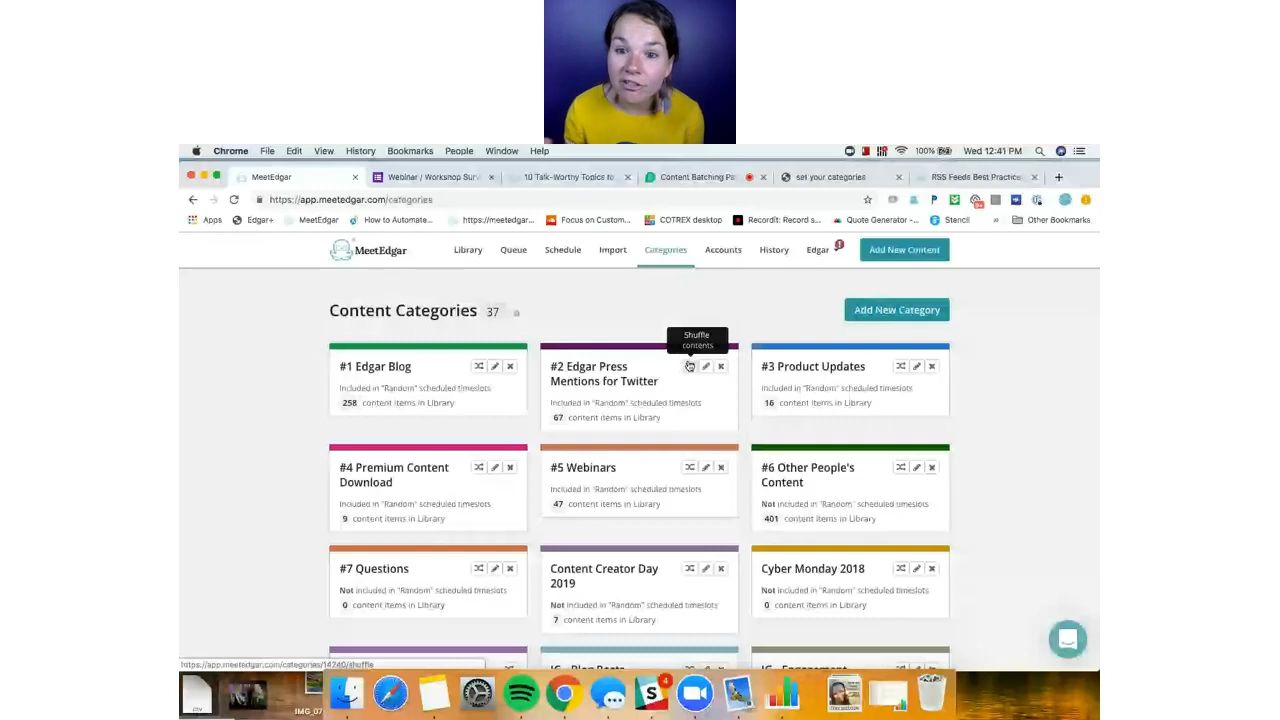 Chrome File Edit View History Bookmarks People Window Help 100% Wed 12:41 PM
MeetEdgar Webinar / Workshop Sur 10 Talk-Worthy Topics fo Content Batching Pa set your categories RSS Feeds Best Practice
https://app.meetedgar.com/categories
Apps Edgar+ MeetEdgar How to Automate... https://meetedgar... Focus on Custom... COTREX desktop Recordit: Record s... Quote Generator -... Stencil » Other Bookmarks
MeetEdgar Library Queue Schedule Import Categories Accounts History Edgar Add New Content
Content Categories 37
Add New Category
Shuffle
contents
#1 Edgar Blog
Included in "Random" scheduled timeslots
258 content items in Library
#2 Edgar Press
Mentions for Twitter
Included in "Random" scheduled timeslots
67 content items in Library
#3 Product Updates
Included in "Random" scheduled timeslots
16 content items in Library
#4 Premium Content
Download
Included in "Random" scheduled timeslots
9 content items in Library
#5 Webinars
Included in "Random" scheduled timeslots
47 content items in Library
#6 Other People's
Content
Not Included in "Random" scheduled timeslots
401 content items in Library
#7 Questions
Not Included in "Random" scheduled timeslots
0 content items in Library
Content Creator Day
2019
Not Included in "Random" scheduled timeslots
7 content items in Library
Cyber Monday 2018
Not Included in "Random" scheduled timeslots
0 content items in Library
https://app.meetedgar.com/categories/14240/shuffle
IG - Blog Posts
IG - Engagement
CSV
IMG_07
4